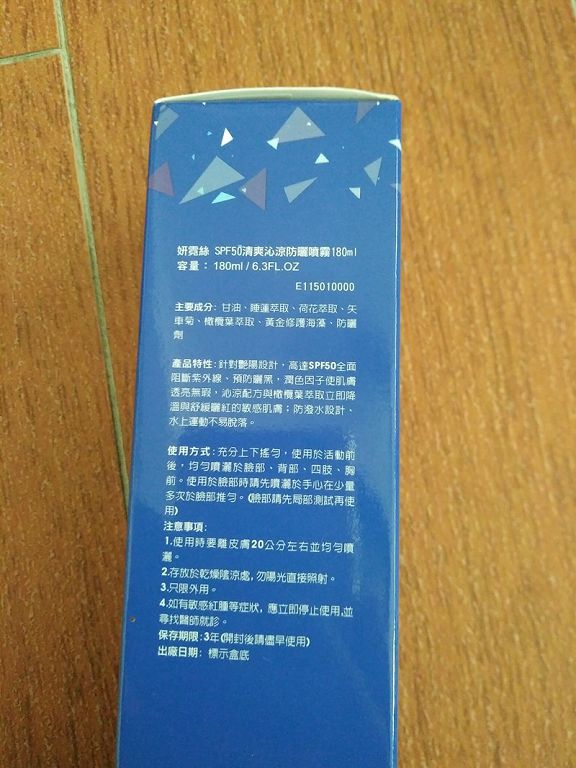 妍霓絲 SPF50清爽沁涼防曬噴霧180ml
容量：180ml / 6.3FL.OZ
E115010000
主要成分: 甘油、睡蓮萃取、荷花萃取、矢
車菊、橄欖葉萃取、黃金修護海藻、防曬
劑
產品特性: 針對艷陽設計，高達SPF50全面
阻斷紫外線、預防曬黑，潤色因子使肌膚
透亮無瑕，沁涼配方與橄欖葉萃取立即降
溫與舒緩曬紅的敏感肌膚；防潑水設計、
水上運動不易脫落。
使用方式: 充分上下搖勻，使用於活動前
後，均勻噴灑於臉部、背部、四肢、胸
前。使用於臉部時請先噴灑於手心在少量
多次於臉部推勻。(臉部請先局部測試再使
用)
注意事項:
1.使用時要離皮膚20公分左右並均勻噴
灑。
2.存放於乾燥陰涼處, 勿陽光直接照射。
3.只限外用。
4.如有敏感紅腫等症狀, 應立即停止使用,並
尋找醫師就診。
保存期限: 3年(開封後請儘早使用)
出廠日期: 標示盒底